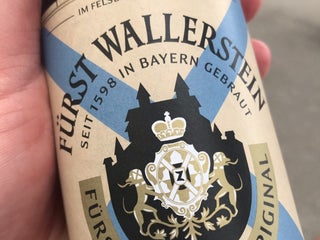 IM FELS
FÜRST WALLERSTEIN
SEIT 1598 IN BAYERN GEBRAUT
Z
FÜRS
ORIGINAL